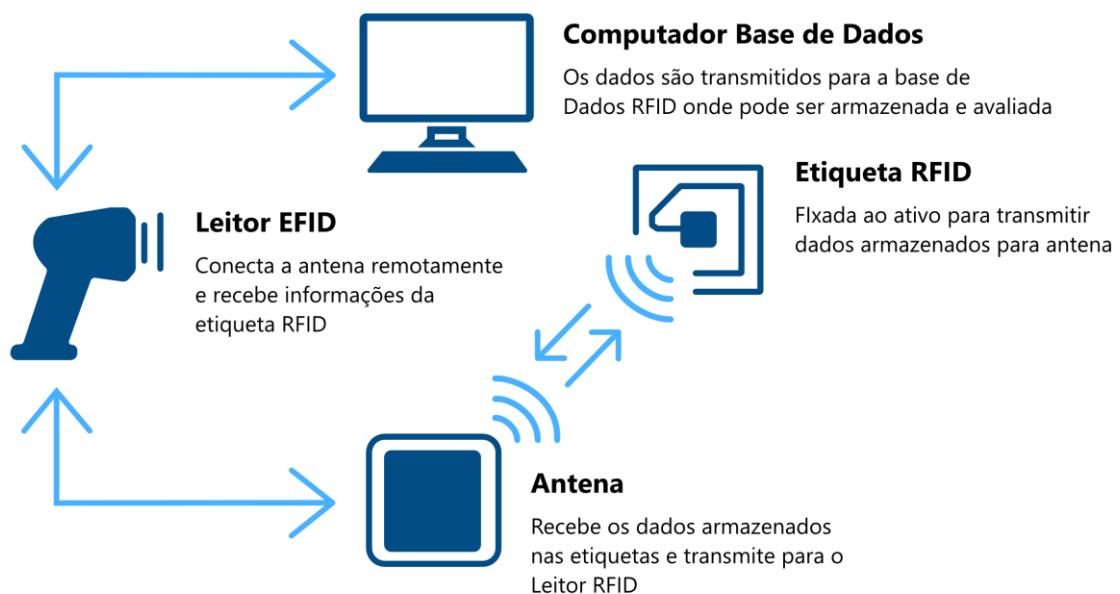 Computador Base de Dados
Os dados são transmitidos para a base de
Dados RFID onde pode ser armazenada e avaliada
Etiqueta RFID
FIxada ao ativo para transmitir
dados armazenados para antena
Leitor EFID
Conecta a antena remotamente
e recebe informações da
etiqueta RFID
Antena
Recebe os dados armazenados
nas etiquetas e transmite para o
Leitor RFID